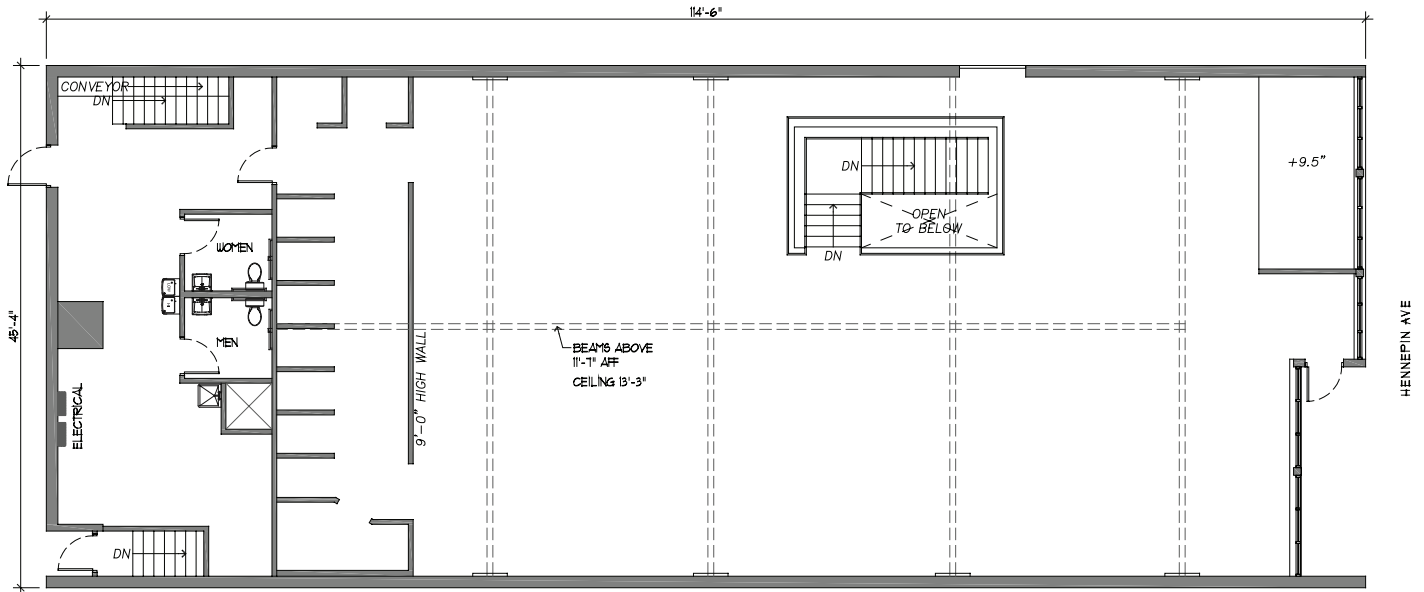 114'-6"
CONVEYOR
DN
+9.5"
DN
OPEN
TO BELOW
DN
WOMEN
45'-4"
MEN
BEAMS ABOVE
11'-7" AFF
CEILING 13'-3"
9'-0" HIGH WALL
ELECTRICAL
HENNEPIN AVE
DN